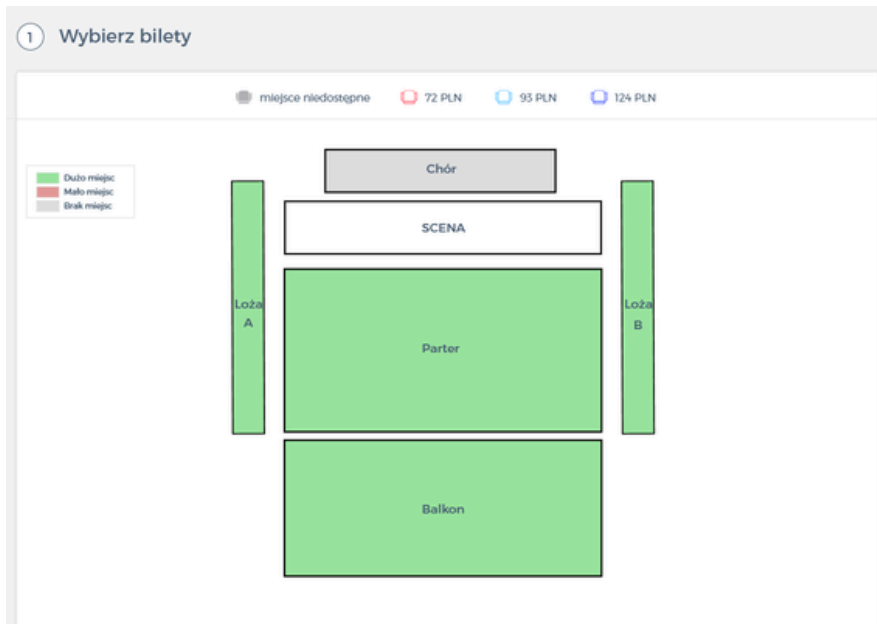 1 Wybierz bilety
miejsce niedostępne 72 PLN 93 PLN 124 PLN
Dużo miejsc
Mało miejsc
Brak miejsc
Chór
SCENA
Loża
A
Parter
Loża
B
Balkon